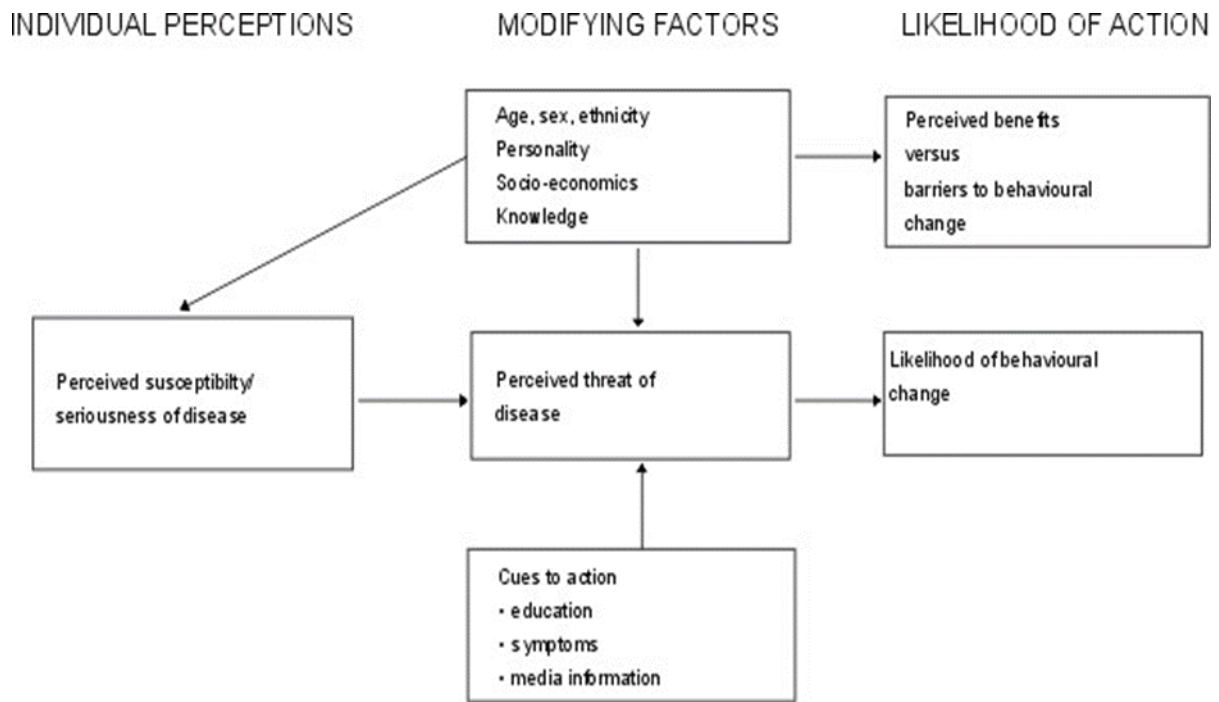 INDIVIDUAL PERCEPTIONS
MODIFYING FACTORS
LIKELIHOOD OF ACTION
Age, sex, ethnicity
Personality
Socio-economics
Knowledge
Perceived benefits
versus
barriers to behavioural
change
Perceived susceptibilty/
seriousness of disease
Perceived threat of
disease
Likelihood of behavioural
change
Cues to action
• education
• symptoms
• media information